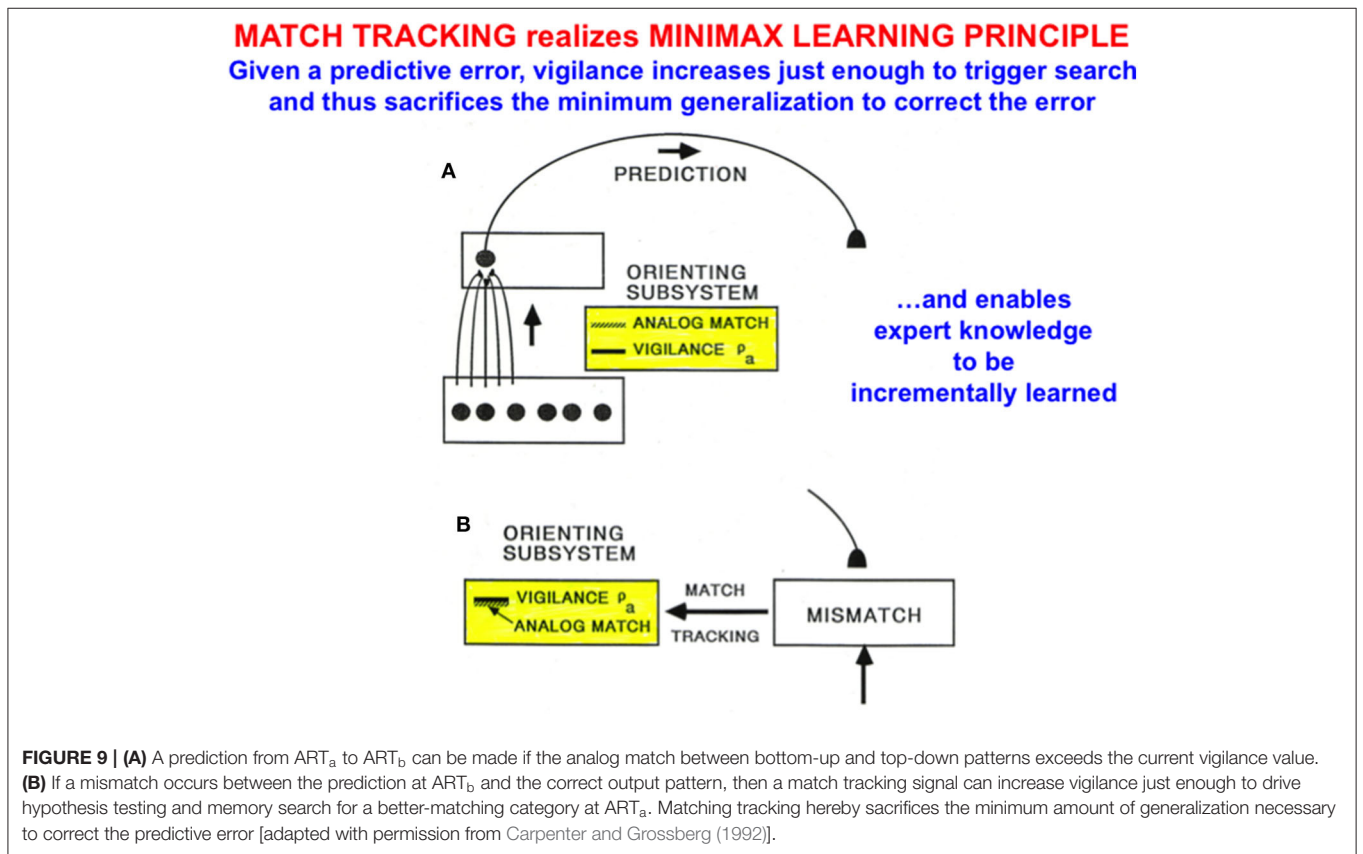 MATCH TRACKING realizes MINIMAX LEARNING PRINCIPLE
Given a predictive error, vigilance increases just enough to trigger search
and thus sacrifices the minimum generalization to correct the error
A
PREDICTION
ORIENTING
SUBSYSTEM
ANALOG MATCH
VIGILANCE ρa
...and enables
expert knowledge
to be
incrementally learned
B
ORIENTING
SUBSYSTEM
VIGILANCE ρa
ANALOG MATCH
MATCH
TRACKING
MISMATCH
FIGURE 9 | (A) A prediction from ARTa to ARTb can be made if the analog match between bottom-up and top-down patterns exceeds the current vigilance value.
(B) If a mismatch occurs between the prediction at ARTb and the correct output pattern, then a match tracking signal can increase vigilance just enough to drive
hypothesis testing and memory search for a better-matching category at ARTa. Matching tracking hereby sacrifices the minimum amount of generalization necessary
to correct the predictive error [adapted with permission from Carpenter and Grossberg (1992)].